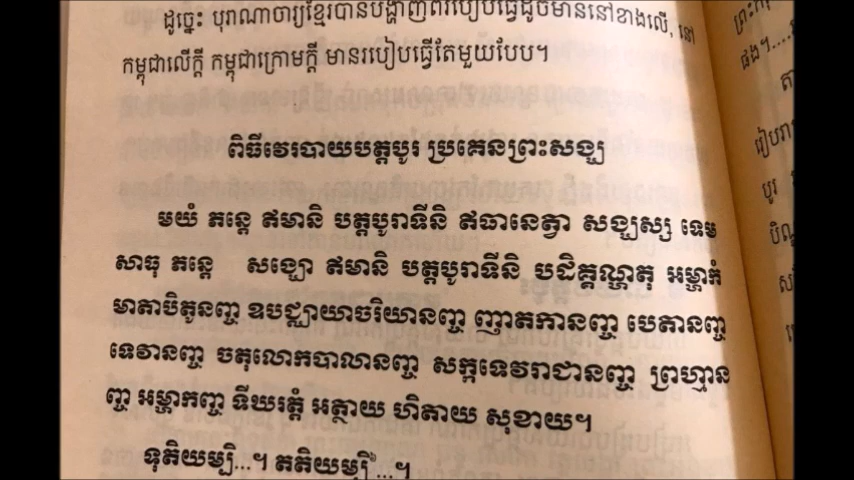 ដូច្នេះ បុរាណាចារ្យខ្មែរបានបង្ហាញពីរបៀបធ្វើដូចមាននៅខាងលើ, នៅ
កម្ពុជាលើក្តី កម្ពុជាក្រោមក្តី មានរបៀបធ្វើតែមួយបែប។
ពិធីវេរបាយបត្តបូរ ប្រគេនព្រះសង្ឃ
មយំ ភន្តេ ឥមានិ បត្តបូរាទីនិ ឥធានេត្វា សង្ឃស្ស ទេម
សាធុ ភន្តេ សង្ឃោ ឥមានិ បត្តបូរាទីនិ បដិគ្គណ្ហាតុ អម្ហាកំ
មាតាបិតូនញ្ច ឧបជ្ឈាយាចរិយានញ្ច ញាតកានញ្ច បេតានញ្ច
ទេវានញ្ច ចតុលោកបាលានញ្ច សក្កទេវរាជានញ្ច ព្រហ្មាន
ញ្ច អម្ហាកញ្ច ទីឃរត្តំ អត្ថាយ ហិតាយ សុខាយ។
ទុតិយម្បិ...។ តតិយម្បិ...។